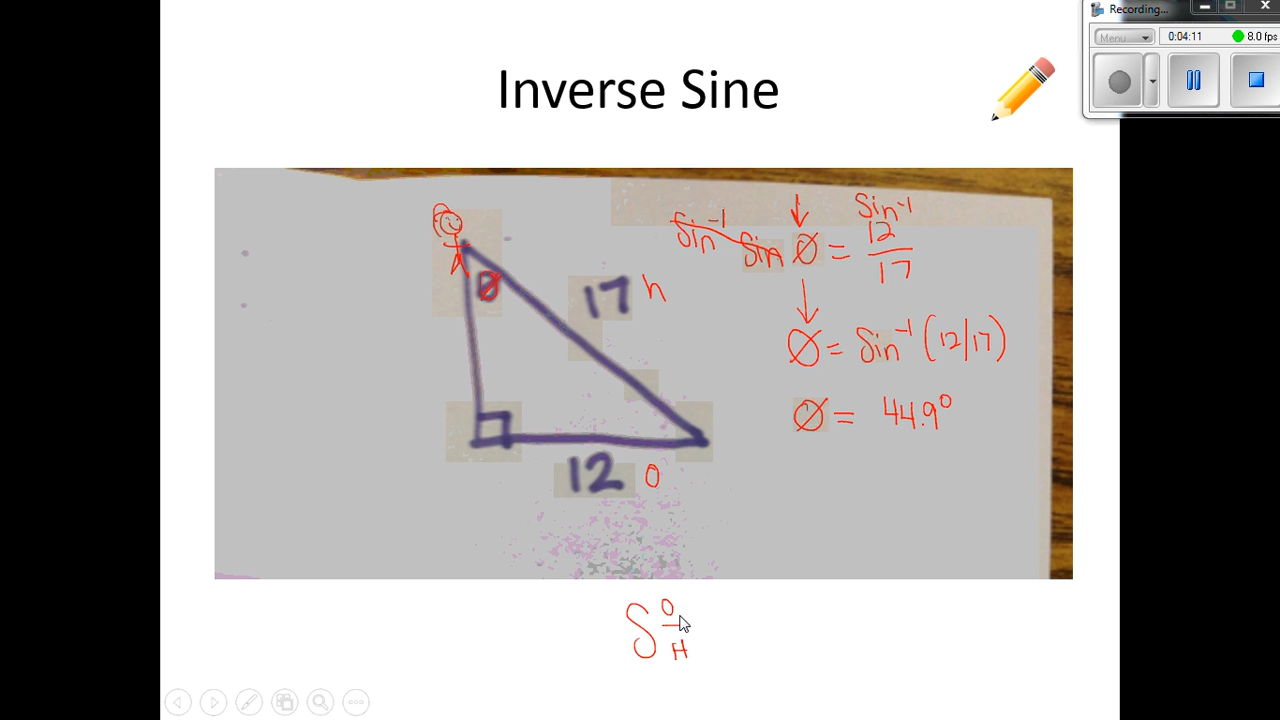 Recording...
Menu
0:04:11
8.0 fps
Inverse Sine
Sin⁻¹
Sin⁻¹ Sin Ø = 12/17
Ø
17 h
Ø = Sin⁻¹ (12/17)
Ø = 44.9°
12 o
S O/H